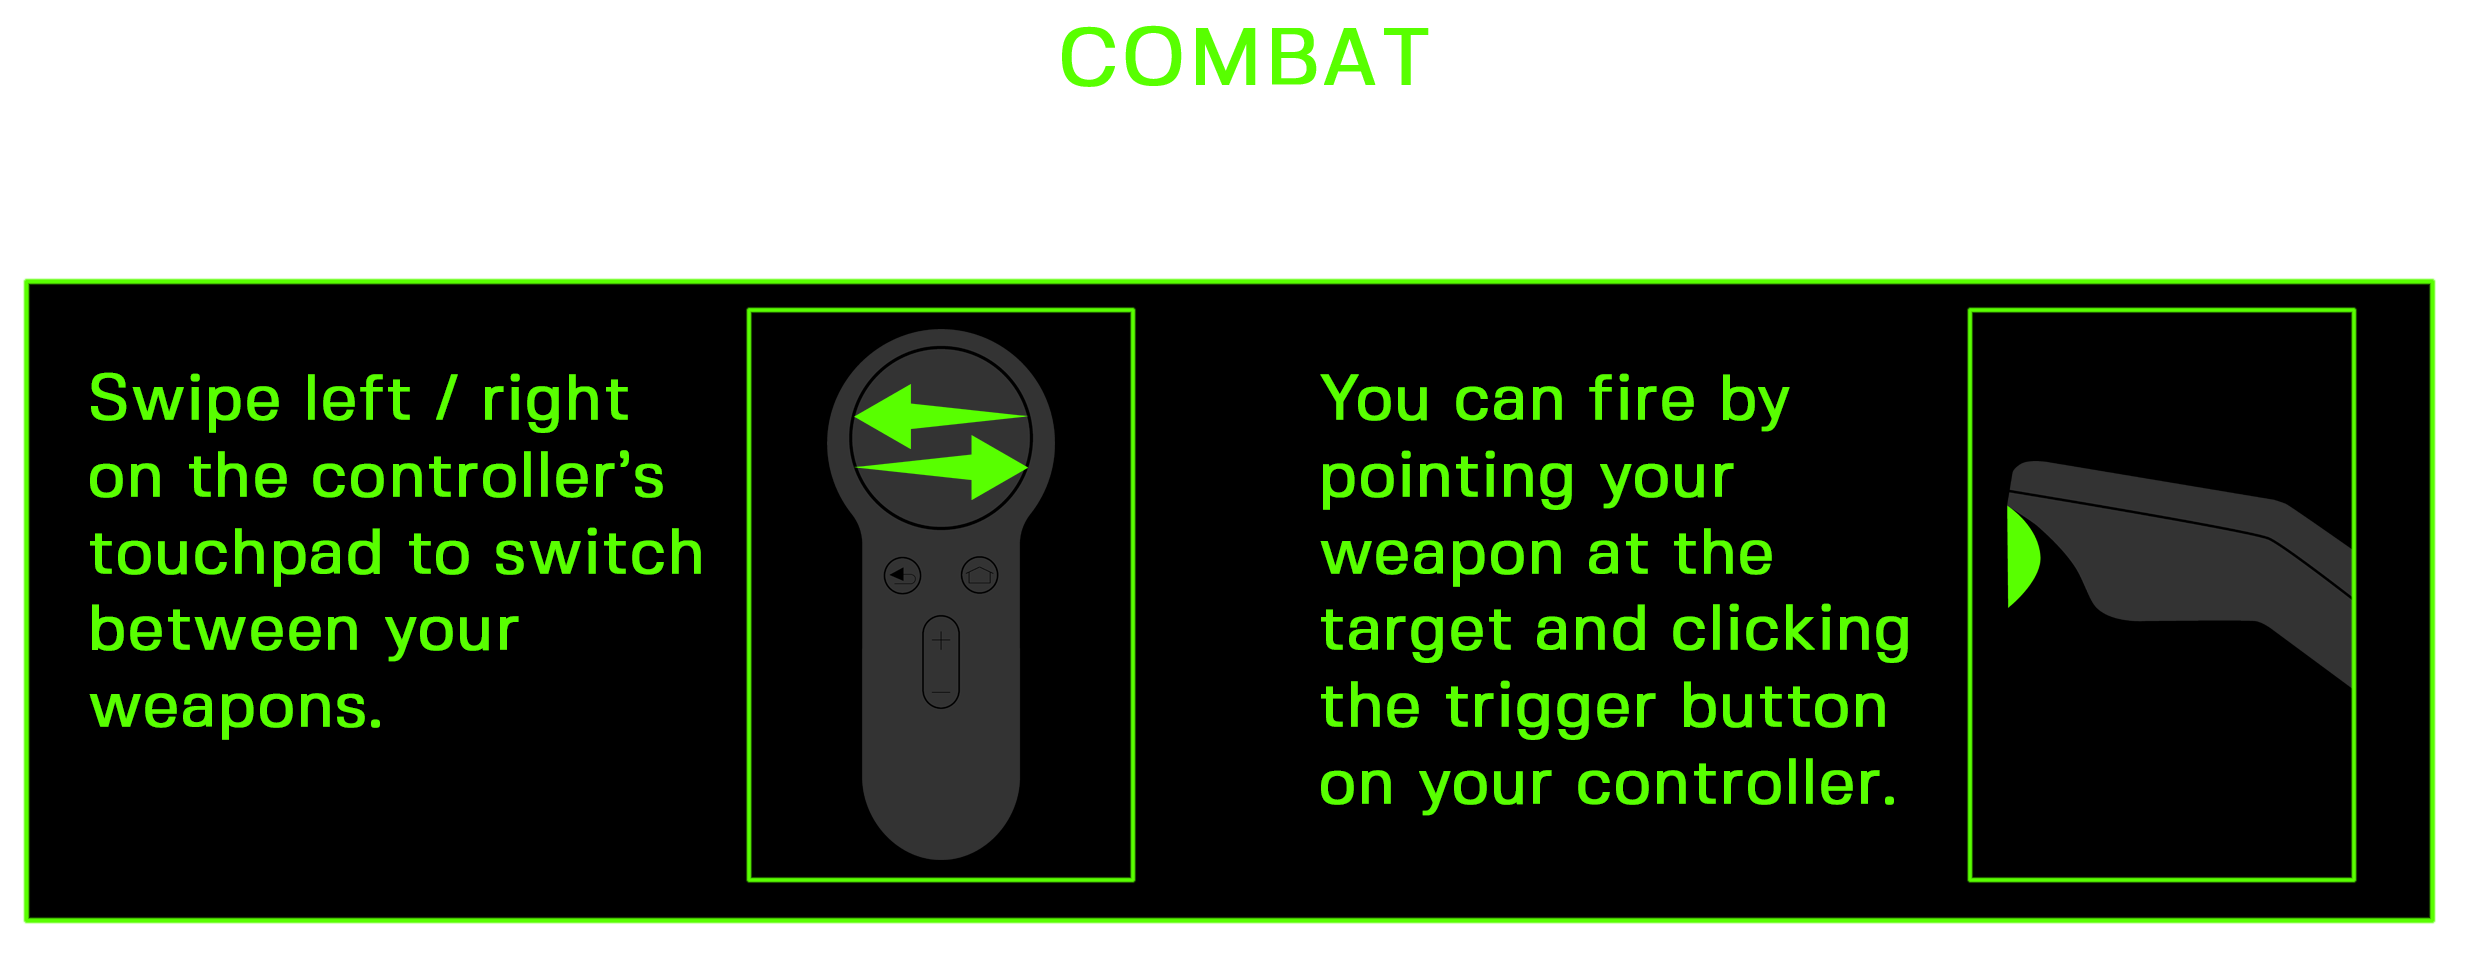 COMBAT
Swipe left / right
on the controller’s
touchpad to switch
between your
weapons.
You can fire by
pointing your
weapon at the
target and clicking
the trigger button
on your controller.